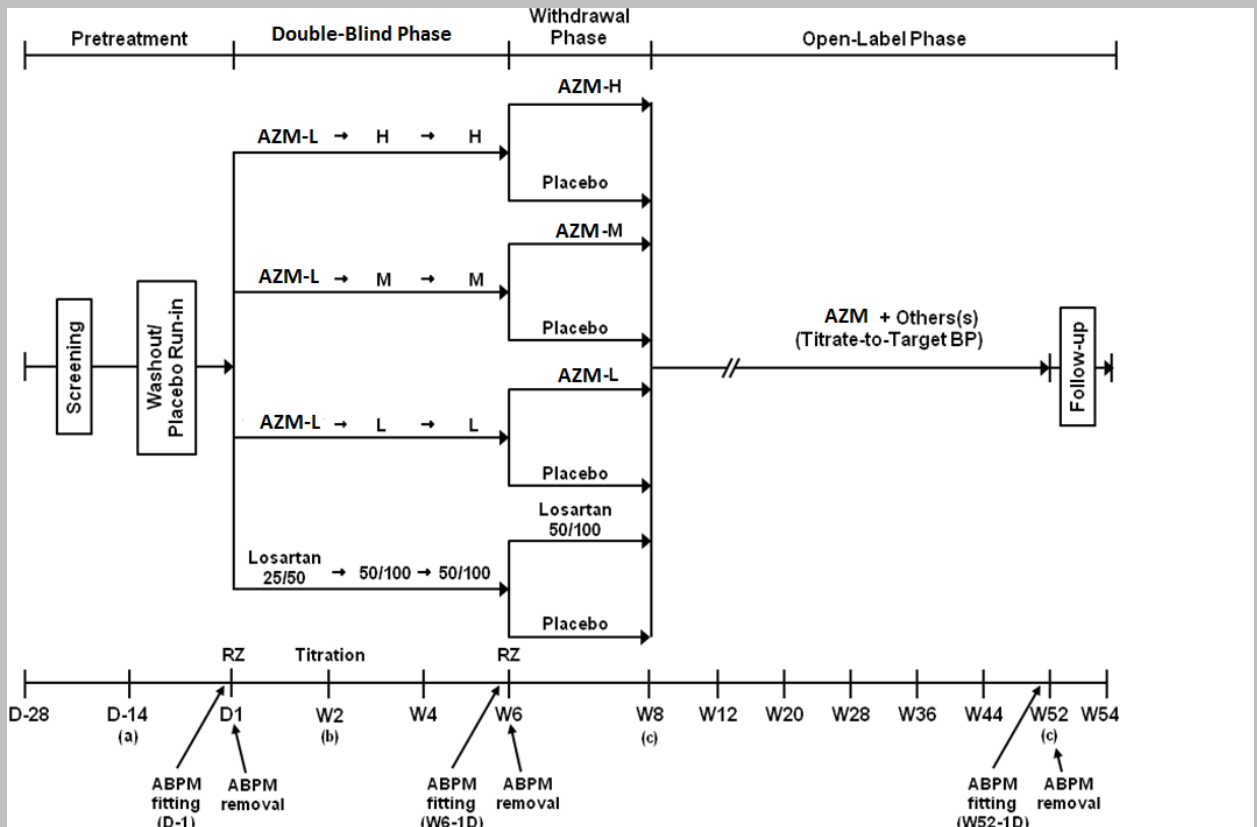 Pretreatment
Double-Blind Phase
Withdrawal
Phase
Open-Label Phase
AZM-H
AZM-L → H → H
Placebo
AZM-M
AZM-L → M → M
Placebo
Screening
Washout/
Placebo Run-in
AZM + Others(s)
(Titrate-to-Target BP)
Follow-up
AZM-L
AZM-L → L → L
Placebo
Losartan
50/100
Losartan
25/50 → 50/100 → 50/100
Placebo
RZ Titration RZ
D-28 D-14 D1 W2 W4 W6 W8 W12 W20 W28 W36 W44 W52 W54
(a) (b) (c) (c)
ABPM
fitting
(D-1)
ABPM
removal
ABPM
fitting
(W6-1D)
ABPM
removal
ABPM
fitting
(W52-1D)
ABPM
removal